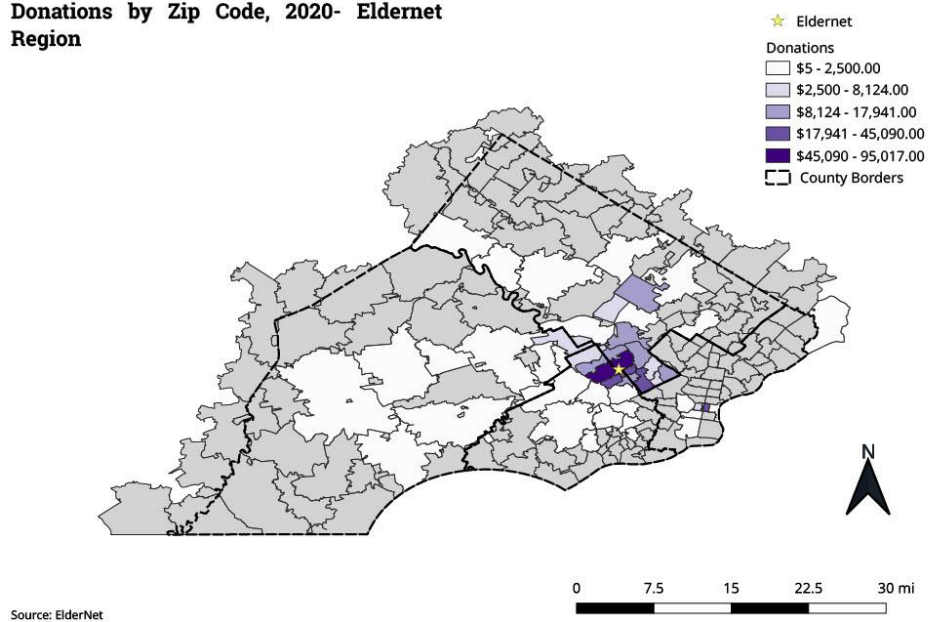 Donations by Zip Code, 2020- Eldernet
Region
Eldernet
Donations
$5 - 2,500.00
$2,500 - 8,124.00
$8,124 - 17,941.00
$17,941 - 45,090.00
$45,090 - 95,017.00
County Borders
N
0 7.5 15 22.5 30 mi
Source: ElderNet